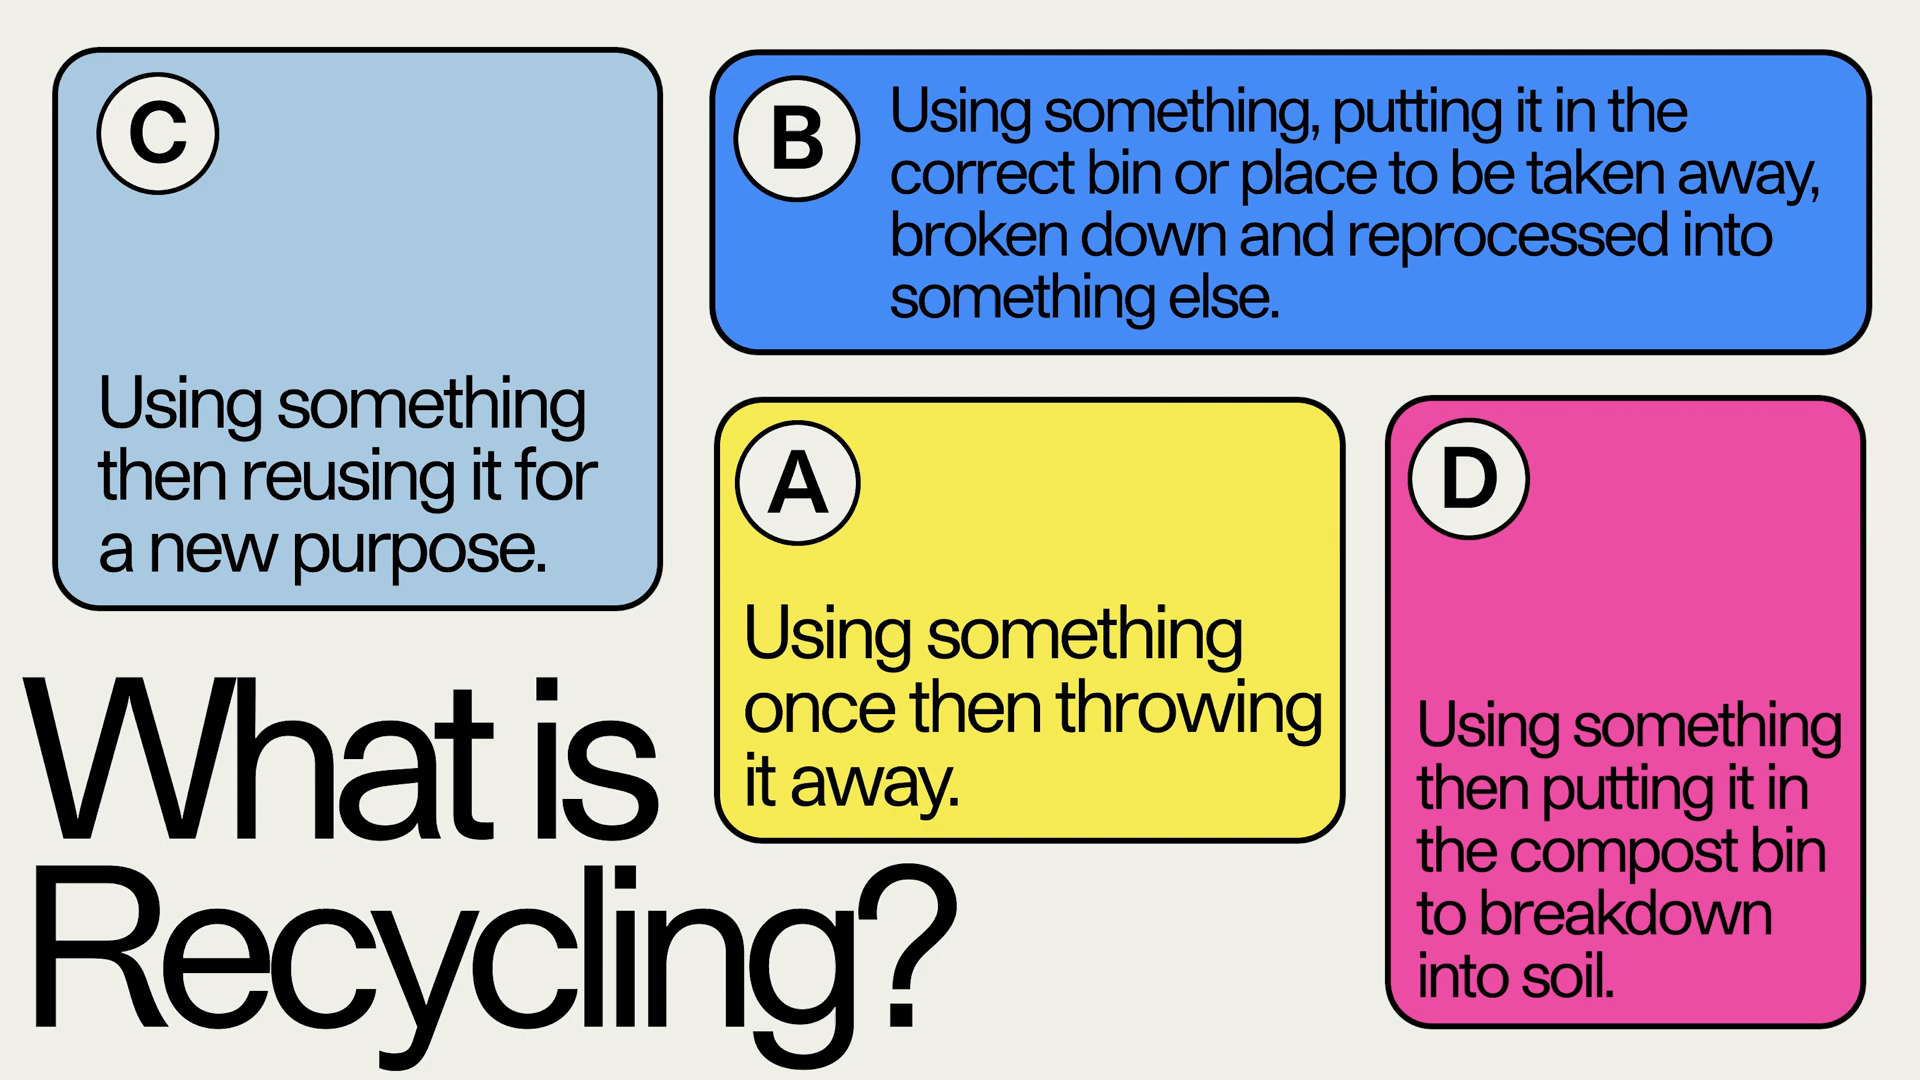 C
Using something
then reusing it for
a new purpose.
B
Using something, putting it in the
correct bin or place to be taken away,
broken down and reprocessed into
something else.
A
Using something
once then throwing
it away.
D
Using something
then putting it in
the compost bin
to breakdown
into soil.
What is
Recycling?